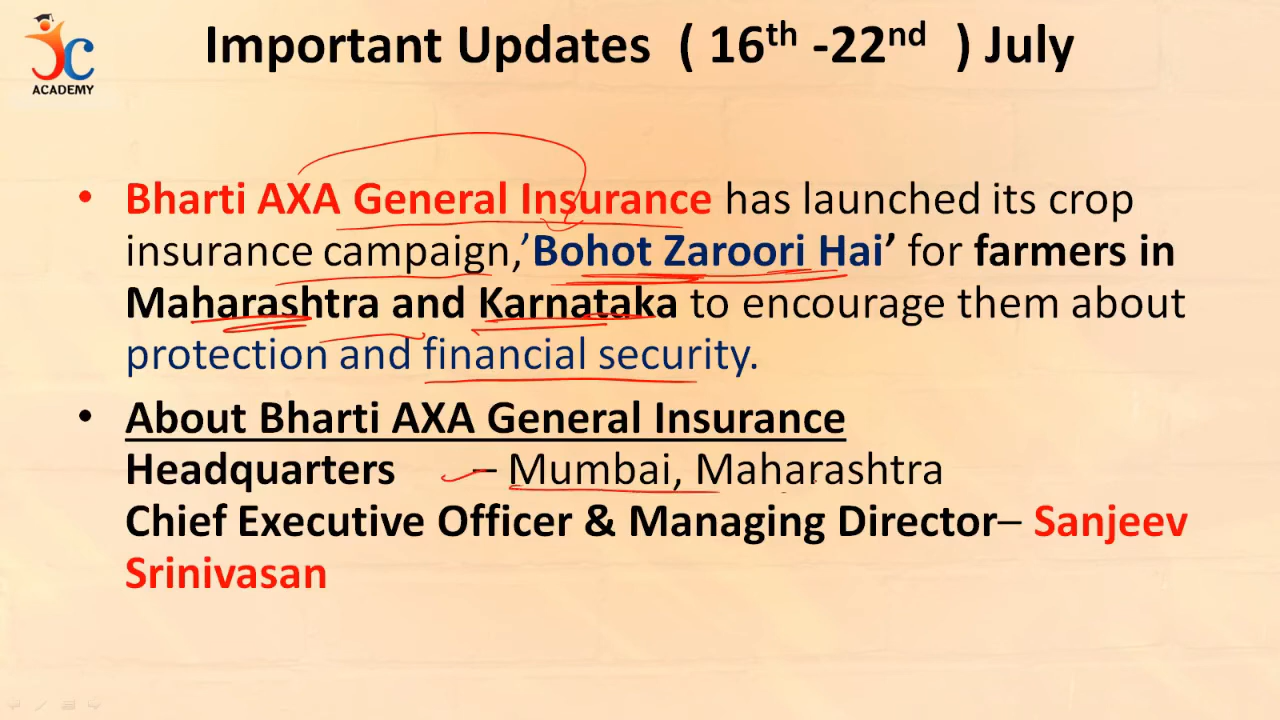 JC
ACADEMY
Important Updates ( 16th -22nd ) July
• Bharti AXA General Insurance has launched its crop
insurance campaign,’Bohot Zaroori Hai’ for farmers in
Maharashtra and Karnataka to encourage them about
protection and financial security.
• About Bharti AXA General Insurance
Headquarters – Mumbai, Maharashtra
Chief Executive Officer & Managing Director– Sanjeev
Srinivasan